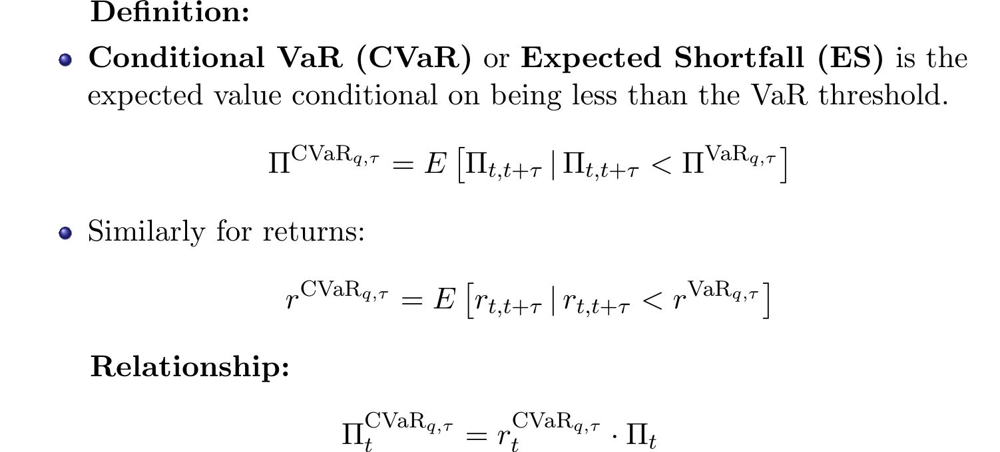 Definition:
Conditional VaR (CVaR) or Expected Shortfall (ES) is the
expected value conditional on being less than the VaR threshold.
$\Pi^{\mathrm{CVaR}_{q,\tau}} = E\left[\Pi_{t,t+\tau} \,|\, \Pi_{t,t+\tau} < \Pi^{\mathrm{VaR}_{q,\tau}}\right]$
Similarly for returns:
$r^{\mathrm{CVaR}_{q,\tau}} = E\left[r_{t,t+\tau} \,|\, r_{t,t+\tau} < r^{\mathrm{VaR}_{q,\tau}}\right]$
Relationship:
$\Pi_t^{\mathrm{CVaR}_{q,\tau}} = r_t^{\mathrm{CVaR}_{q,\tau}} \cdot \Pi_t$